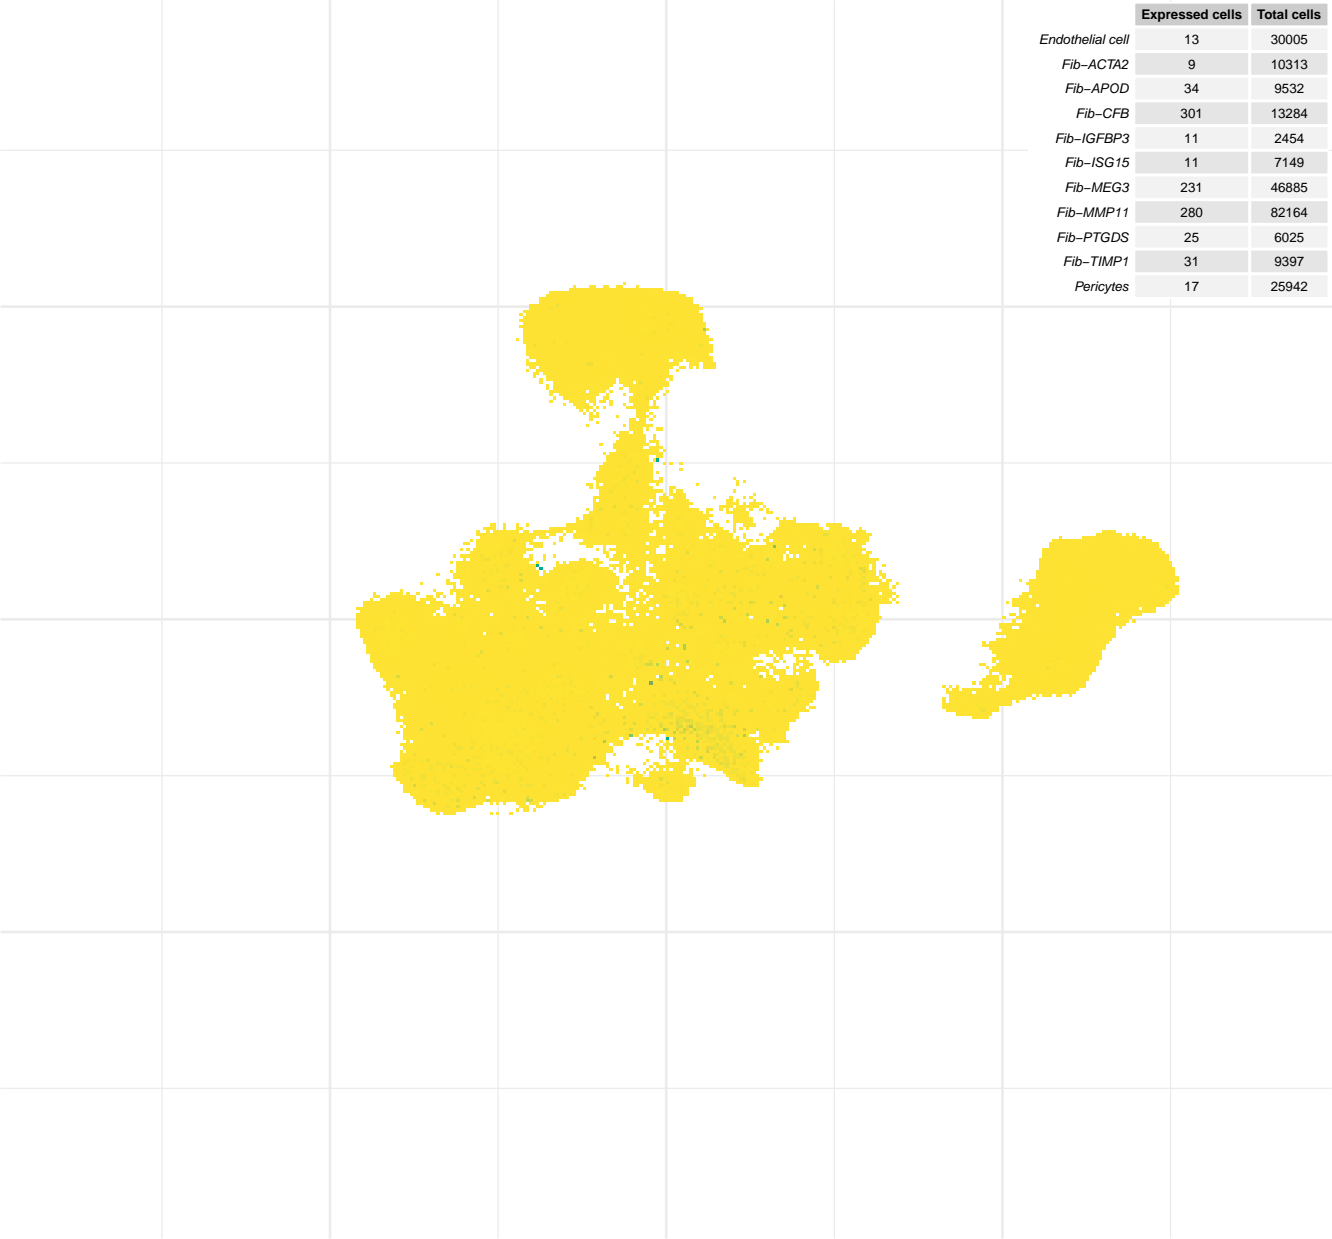 Expressed cells Total cells
Endothelial cell 13 30005
Fib−ACTA2 9 10313
Fib−APOD 34 9532
Fib−CFB 301 13284
Fib−IGFBP3 11 2454
Fib−ISG15 11 7149
Fib−MEG3 231 46885
Fib−MMP11 280 82164
Fib−PTGDS 25 6025
Fib−TIMP1 31 9397
Pericytes 17 25942